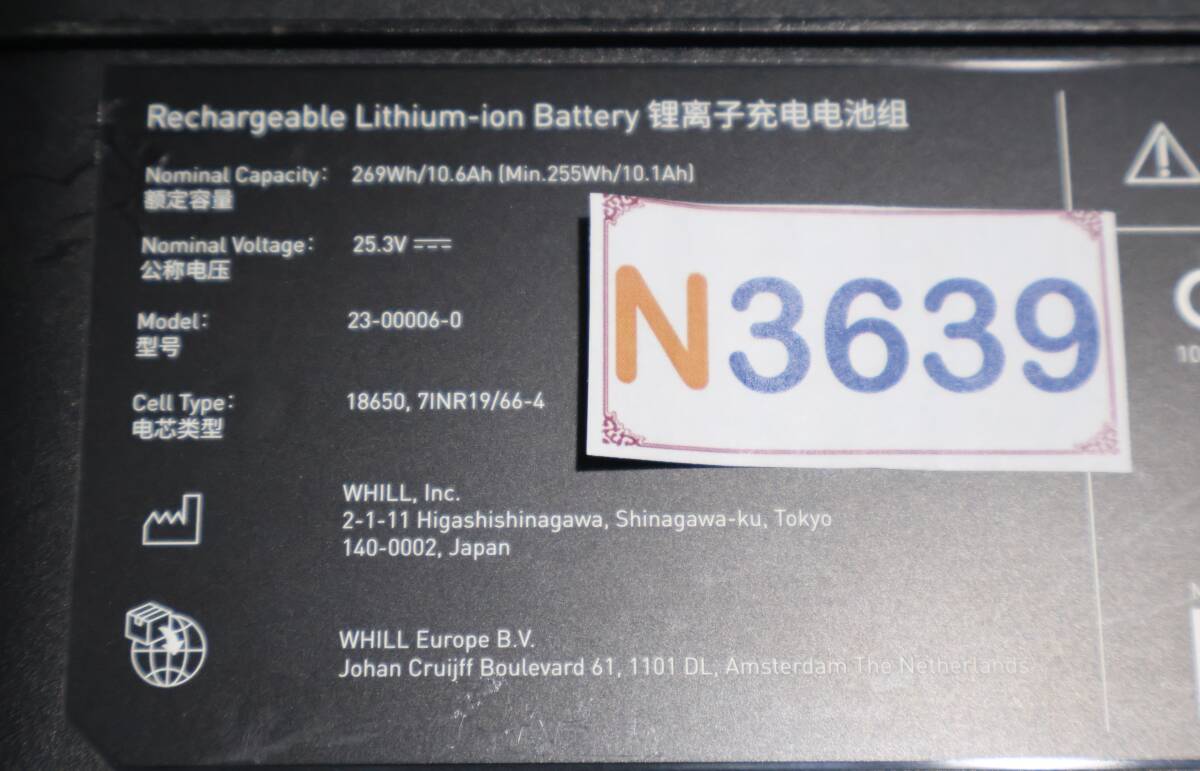 Rechargeable Lithium-ion Battery 锂离子充电电池组
Nominal Capacity: 269Wh/10.6Ah (Min.255Wh/10.1Ah)
额定容量
Nominal Voltage: 25.3V
公称电压
Model: 23-00006-0
型号
Cell Type: 18650, 7INR19/66-4
电芯类型
N3639
WHILL, Inc.
2-1-11 Higashishinagawa, Shinagawa-ku, Tokyo
140-0002, Japan
WHILL Europe B.V.
Johan Cruijff Boulevard 61, 1101 DL, Amsterdam The Netherlands